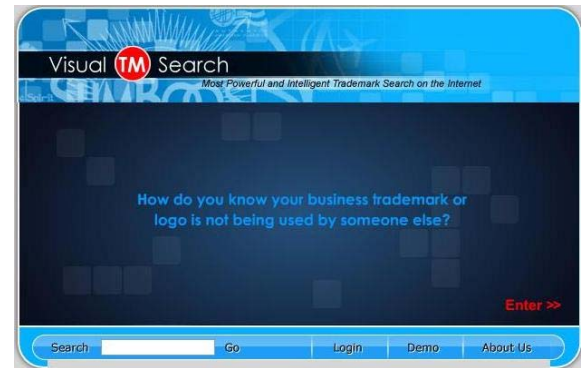 Visual TM Search
Most Powerful and Intelligent Trademark Search on the Internet
How do you know your business trademark or
logo is not being used by someone else?
Enter >>
Search Go Login Demo About Us